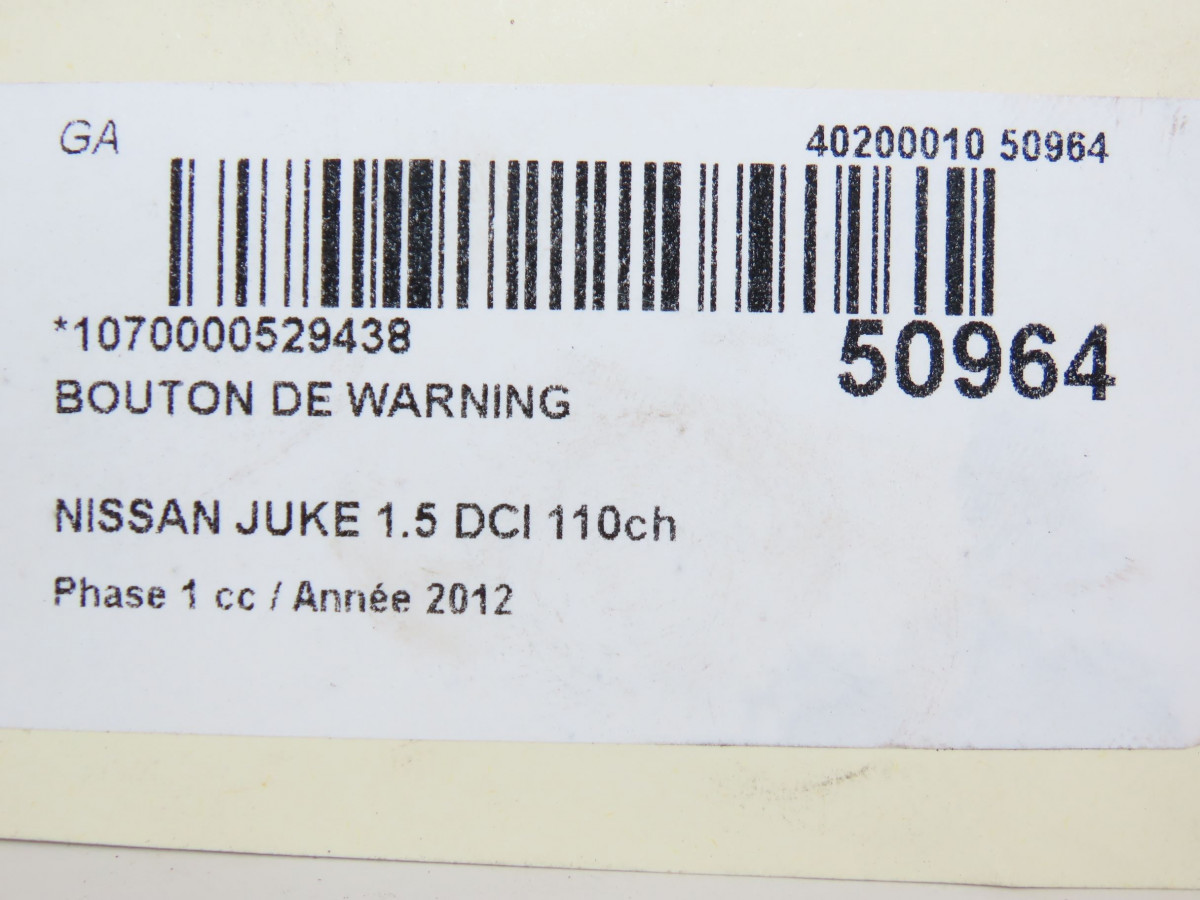 GA
40200010 50964
*1070000529438
50964
BOUTON DE WARNING
NISSAN JUKE 1.5 DCI 110ch
Phase 1 cc / Année 2012